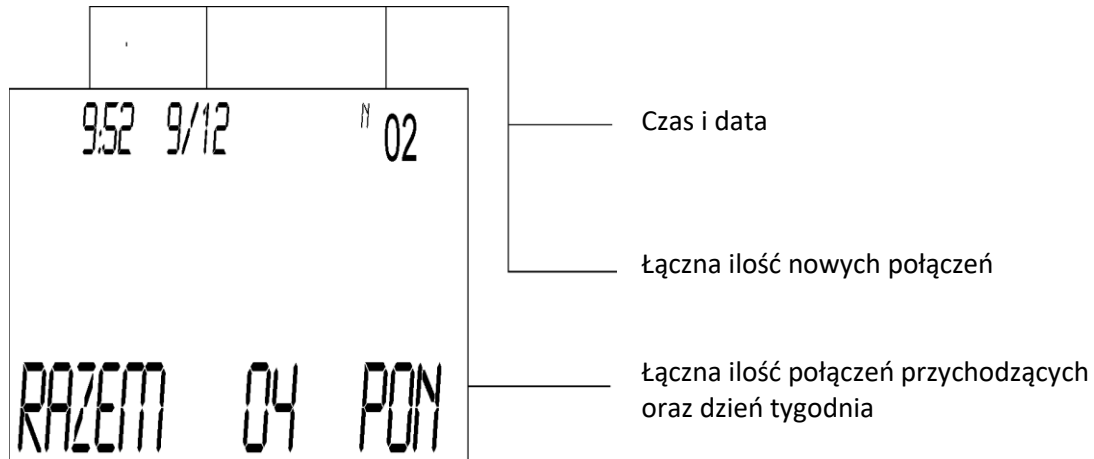 9:52 9/12 N 02
Czas i data
Łączna ilość nowych połączeń
RAZEM 04 PON
Łączna ilość połączeń przychodzących
oraz dzień tygodnia